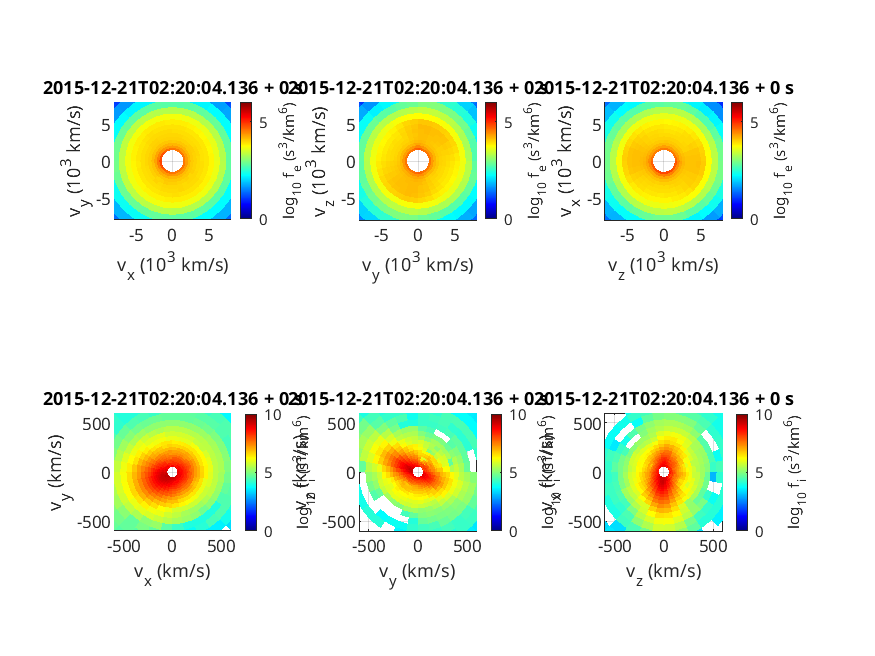 2015-12-21T02:20:04.136 + 0 s
2015-12-21T02:20:04.136 + 0 s
2015-12-21T02:20:04.136 + 0 s
v_y (10^3 km/s)
5
0
-5
-5 0 5
v_x (10^3 km/s)
5
0
log_10 f_e (s^3/km^6)
v_z (10^3 km/s)
5
0
-5
-5 0 5
v_y (10^3 km/s)
5
0
log_10 f_e (s^3/km^6)
v_x (10^3 km/s)
5
0
-5
-5 0 5
v_z (10^3 km/s)
5
0
log_10 f_e (s^3/km^6)
2015-12-21T02:20:04.136 + 0 s
2015-12-21T02:20:04.136 + 0 s
2015-12-21T02:20:04.136 + 0 s
v_y (km/s)
500
0
-500
-500 0 500
v_x (km/s)
10
5
0
500
0
-500
-500 0 500
v_y (km/s)
10
5
0
500
0
-500
-500 0 500
v_z (km/s)
10
5
0
log_10 f_i (s^3/km^6)